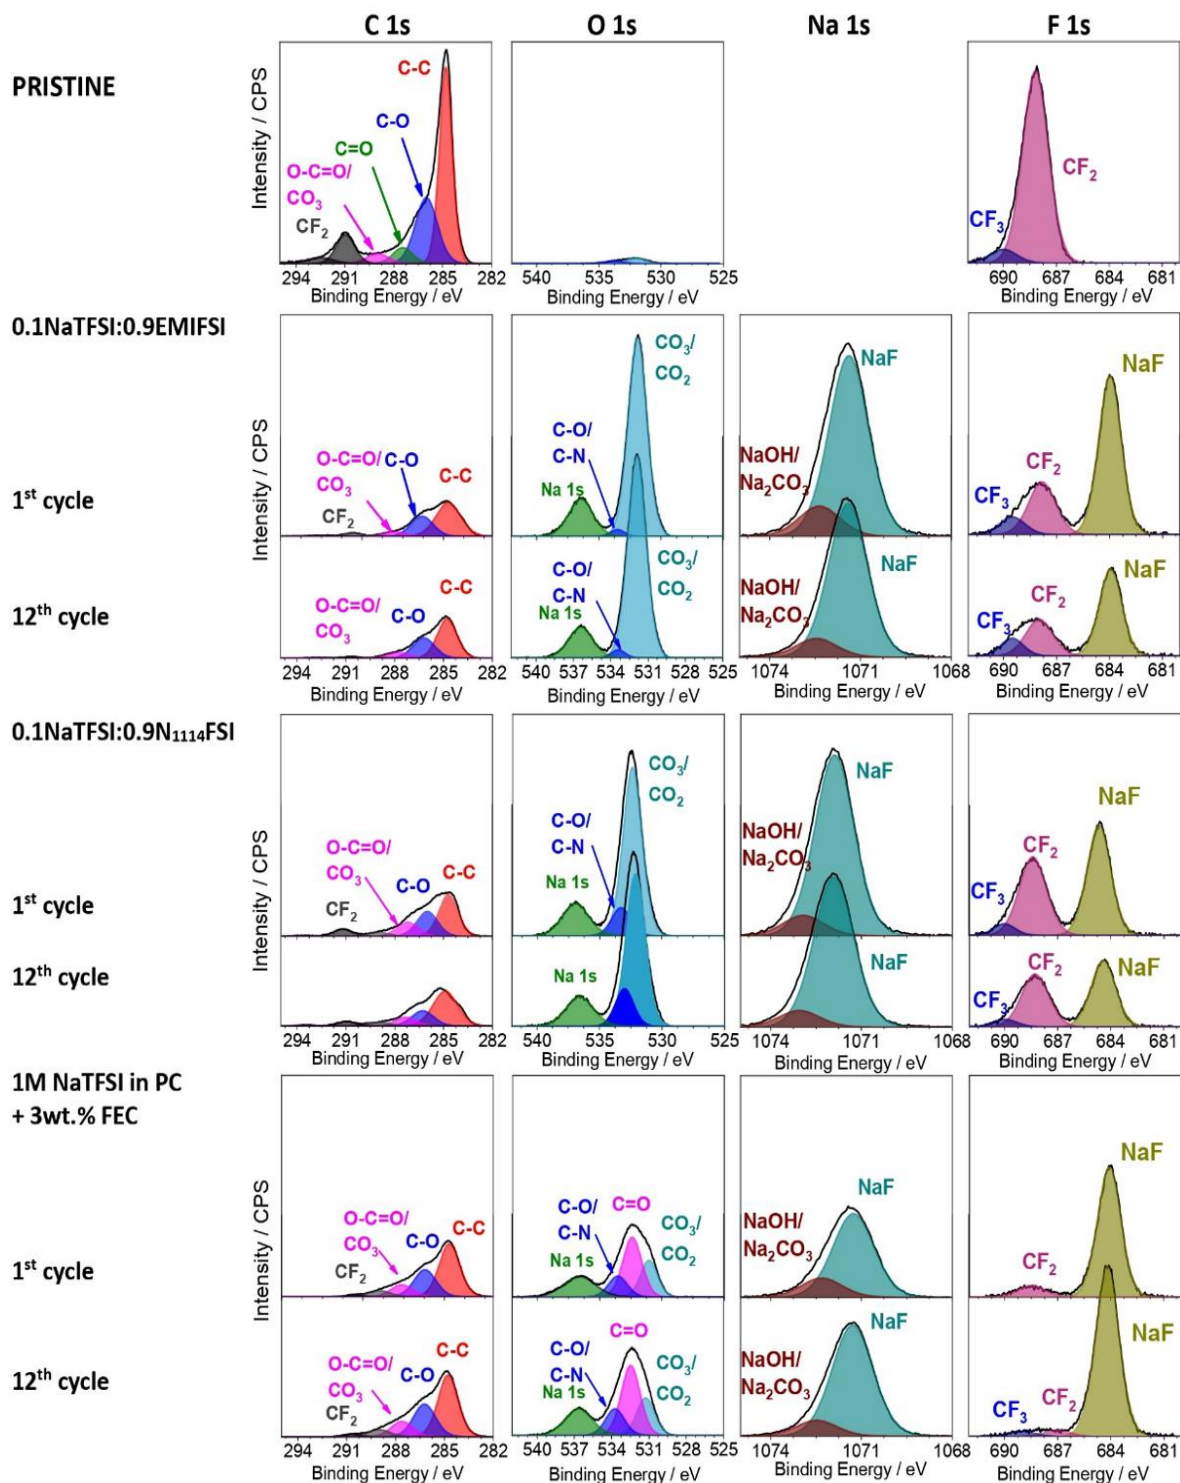 C 1s
O 1s
Na 1s
F 1s
PRISTINE
Intensity / CPS
C-C
C-O
C=O
O-C=O/
CO₃
CF₂
294 291 288 285 282
Binding Energy / eV
540 535 530 525
Binding Energy / eV
CF₃
CF₂
690 687 684 681
Binding Energy / eV
0.1NaTFSI:0.9EMIFSI
Intensity / CPS
1ˢᵗ cycle
O-C=O/
CO₃
C-O
C-C
CF₂
CO₃/
CO₂
C-O/
C-N
Na 1s
NaF
NaOH/
Na₂CO₃
CF₃
CF₂
NaF
12ᵗʰ cycle
O-C=O/
CO₃
C-O
C-C
CO₃/
CO₂
C-O/
C-N
Na 1s
NaF
NaOH/
Na₂CO₃
CF₃
CF₂
NaF
294 291 288 285 282
Binding Energy / eV
540 537 534 531 528 525
Binding Energy / eV
1074 1071 1068
Binding Energy / eV
690 687 684 681
Binding Energy / eV
0.1NaTFSI:0.9N₁₁₁₄FSI
Intensity / CPS
1ˢᵗ cycle
O-C=O/
CO₃
C-O
C-C
CF₂
CO₃/
CO₂
C-O/
C-N
Na 1s
NaF
NaOH/
Na₂CO₃
CF₃
CF₂
NaF
12ᵗʰ cycle
Na 1s
NaF
CF₃
CF₂
NaF
294 291 288 285 282
Binding Energy / eV
540 535 530 525
Binding Energy / eV
1074 1071 1068
Binding Energy / eV
690 687 684 681
Binding Energy / eV
1M NaTFSI in PC
+ 3wt.% FEC
Intensity / CPS
1ˢᵗ cycle
O-C=O/
CO₃
C-O
C-C
CF₂
C-O/
C-N
C=O
CO₃/
CO₂
Na 1s
NaF
NaOH/
Na₂CO₃
CF₂
NaF
12ᵗʰ cycle
O-C=O/
CO₃
C-O
C-C
CF₂
C-O/
C-N
C=O
CO₃/
CO₂
Na 1s
NaF
NaOH/
Na₂CO₃
CF₃
CF₂
NaF
294 291 288 285 282
Binding Energy / eV
540 537 534 531 528 525
Binding Energy / eV
1074 1071 1068
Binding Energy / eV
690 687 684 681
Binding Energy / eV